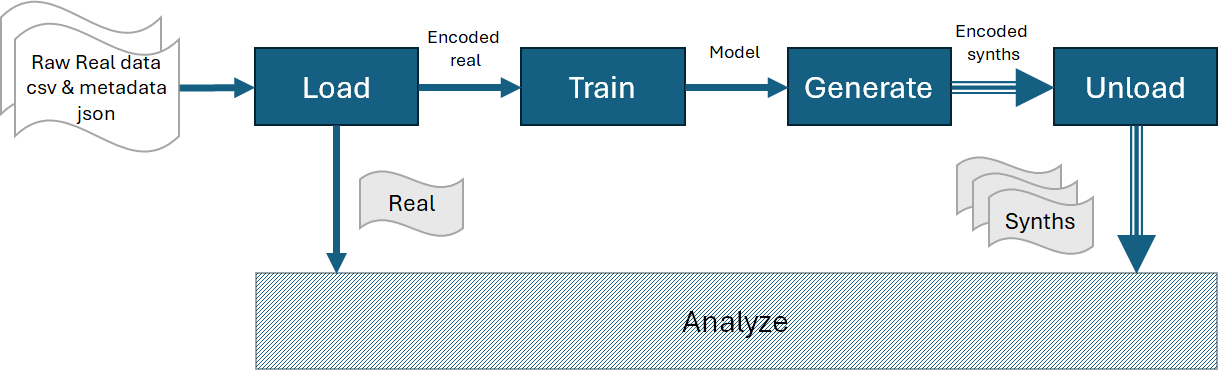 Raw Real data
csv & metadata
json
Load
Encoded
real
Train
Model
Generate
Encoded
synths
Unload
Real
Synths
Analyze